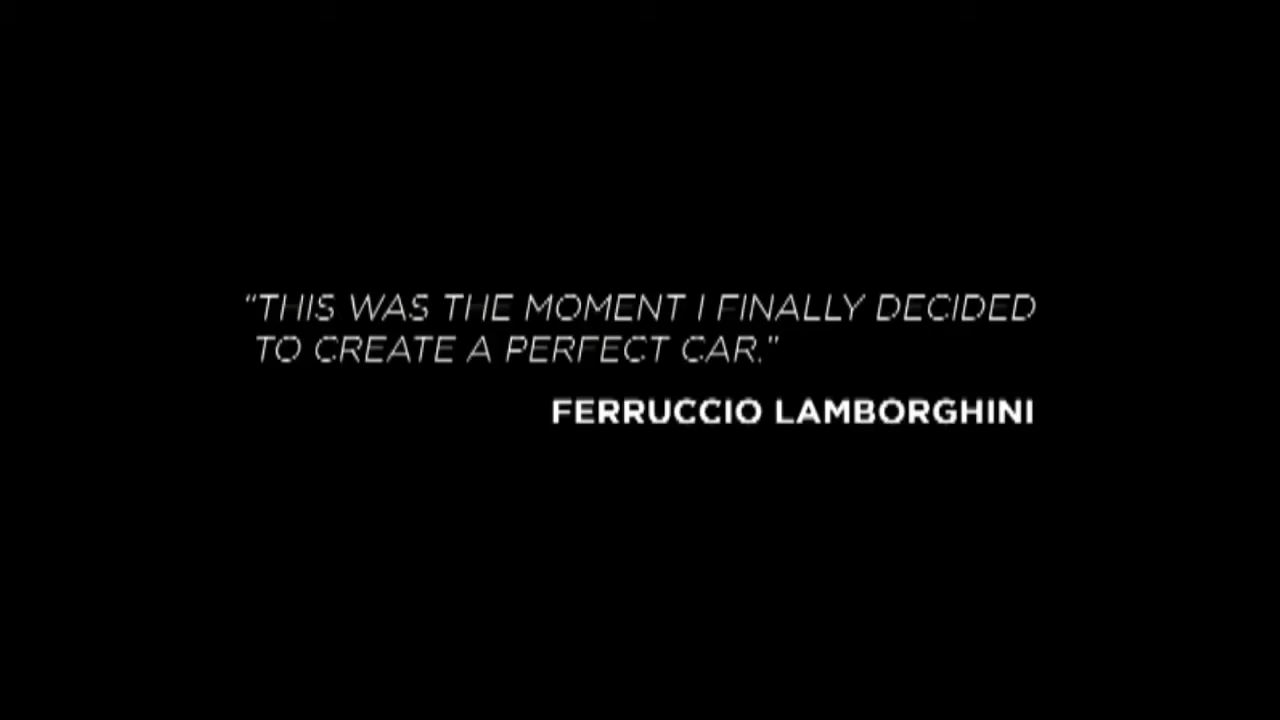 “THIS WAS THE MOMENT I FINALLY DECIDED
TO CREATE A PERFECT CAR.”
FERRUCCIO LAMBORGHINI